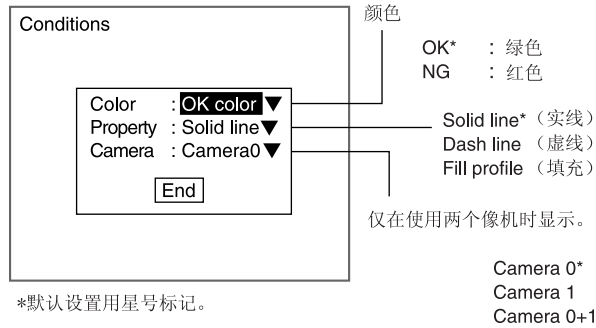 Conditions
Color : OK color ▼
Property : Solid line ▼
Camera : Camera0 ▼
End
颜色
OK* : 绿色
NG : 红色
Solid line*（实线）
Dash line （虚线）
Fill profile （填充）
仅在使用两个像机时显示。
Camera 0*
Camera 1
Camera 0+1
*默认设置用星号标记。